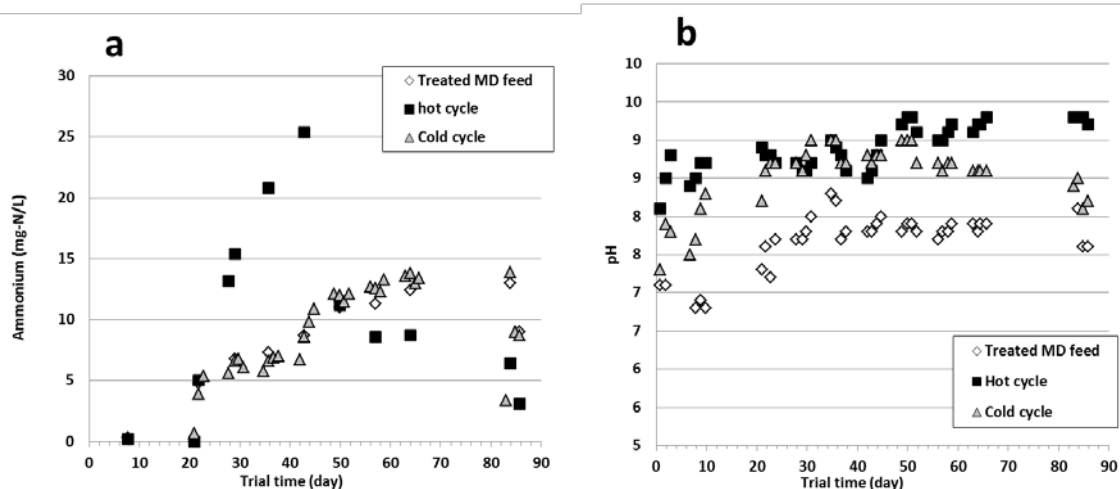 a
Ammonium (mg-N/L)
30
25
20
15
10
5
0
0 10 20 30 40 50 60 70 80 90
Trial time (day)
Treated MD feed
hot cycle
Cold cycle
b
pH
10
10
9
9
8
8
7
7
6
6
5
0 10 20 30 40 50 60 70 80 90
Trial time (day)
Treated MD feed
Hot cycle
Cold cycle